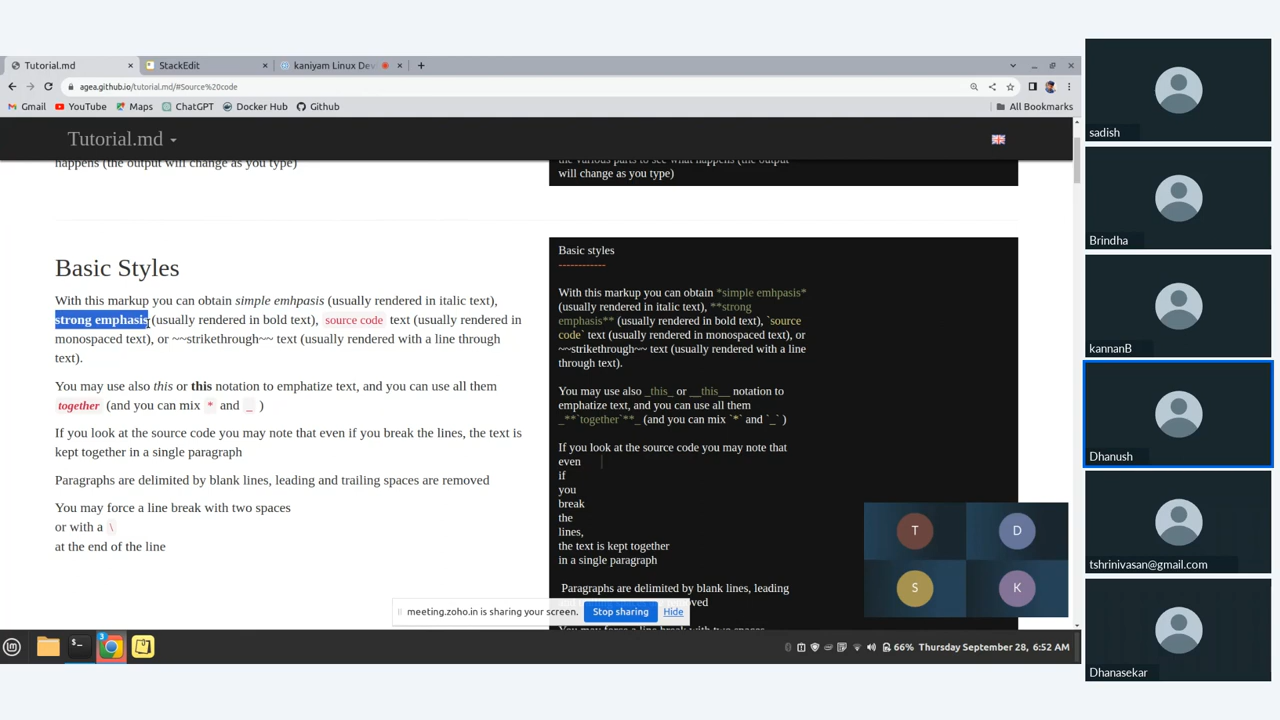 Tutorial.md
StackEdit
kaniyam Linux Dev
agea.github.io/tutorial.md/#Source%20code
Gmail
YouTube
Maps
ChatGPT
Docker Hub
Github
All Bookmarks
Tutorial.md
happens (the output will change as you type)
the various parts to see what happens (the output
will change as you type)
Basic Styles
With this markup you can obtain simple emhpasis (usually rendered in italic text),
strong emphasis (usually rendered in bold text), source code text (usually rendered in
monospaced text), or ~~strikethrough~~ text (usually rendered with a line through
text).
You may use also this or this notation to emphatize text, and you can use all them
together (and you can mix * and _ )
If you look at the source code you may note that even if you break the lines, the text is
kept together in a single paragraph
Paragraphs are delimited by blank lines, leading and trailing spaces are removed
You may force a line break with two spaces
or with a \
at the end of the line
Basic styles
------------
With this markup you can obtain *simple emhpasis*
(usually rendered in italic text), **strong
emphasis** (usually rendered in bold text), `source
code` text (usually rendered in monospaced text), or
~~strikethrough~~ text (usually rendered with a line
through text).
You may use also _this_ or __this__ notation to
emphatize text, and you can use all them
_**`together`**_ (and you can mix `*` and `_` )
If you look at the source code you may note that
even
if
you
break
the
lines,
the text is kept together
in a single paragraph
Paragraphs are delimited by blank lines, leading
T
D
S
K
meeting.zoho.in is sharing your screen.
Stop sharing
Hide
3
66%
Thursday September 28, 6:52 AM
sadish
Brindha
kannanB
Dhanush
tshrinivasan@gmail.com
Dhanasekar